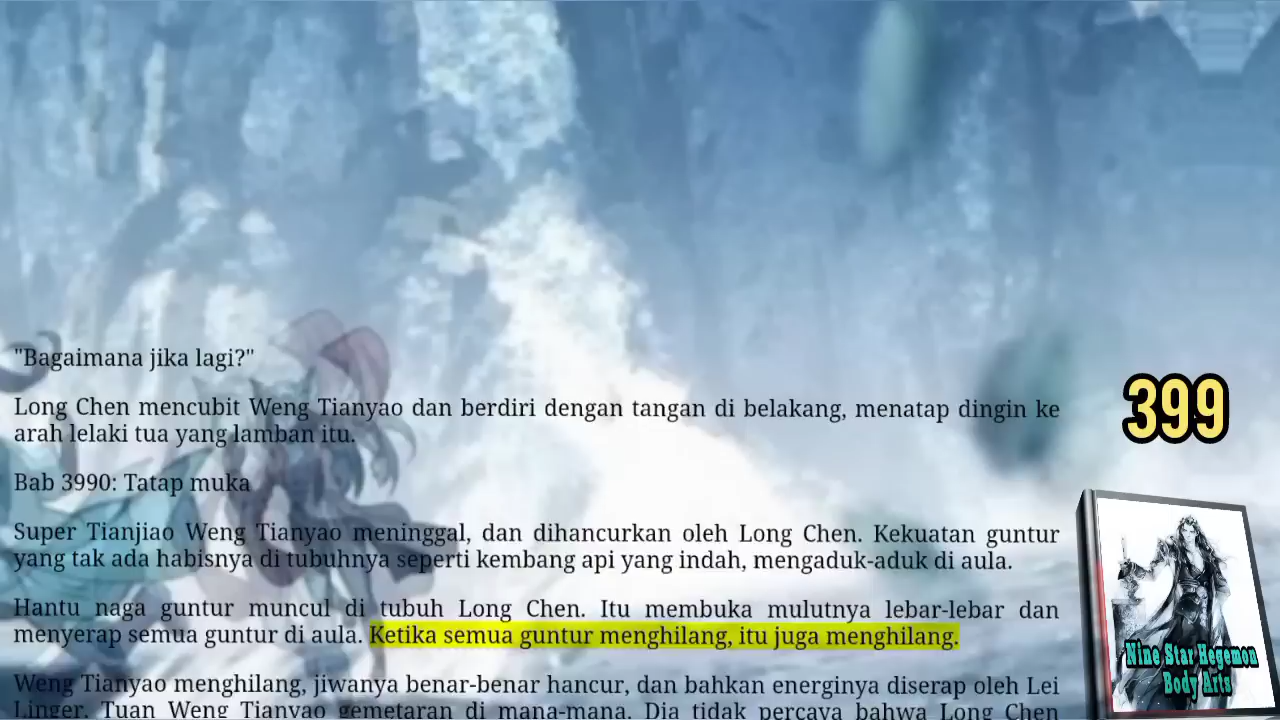 "Bagaimana jika lagi?"
Long Chen mencubit Weng Tianyao dan berdiri dengan tangan di belakang, menatap dingin ke
arah lelaki tua yang lamban itu.
Bab 3990: Tatap muka
Super Tianjiao Weng Tianyao meninggal, dan dihancurkan oleh Long Chen. Kekuatan guntur
yang tak ada habisnya di tubuhnya seperti kembang api yang indah, mengaduk-aduk di aula.
Hantu naga guntur muncul di tubuh Long Chen. Itu membuka mulutnya lebar-lebar dan
menyerap semua guntur di aula. Ketika semua guntur menghilang, itu juga menghilang.
Weng Tianyao menghilang, jiwanya benar-benar hancur, dan bahkan energinya diserap oleh Lei
Linger. Tuan Weng Tianyao gemetaran di mana-mana. Dia tidak percaya bahwa Long Chen
399
Nine Star Hegemon
Body Arts